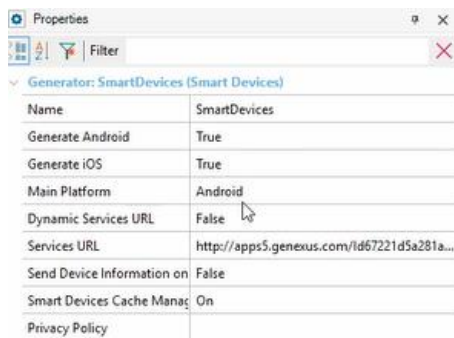 Properties
Filter
Generator: SmartDevices (Smart Devices)
Name SmartDevices
Generate Android True
Generate iOS True
Main Platform Android
Dynamic Services URL False
Services URL http://apps5.genexus.com/Id67221d5a281a...
Send Device Information on False
Smart Devices Cache Manag On
Privacy Policy